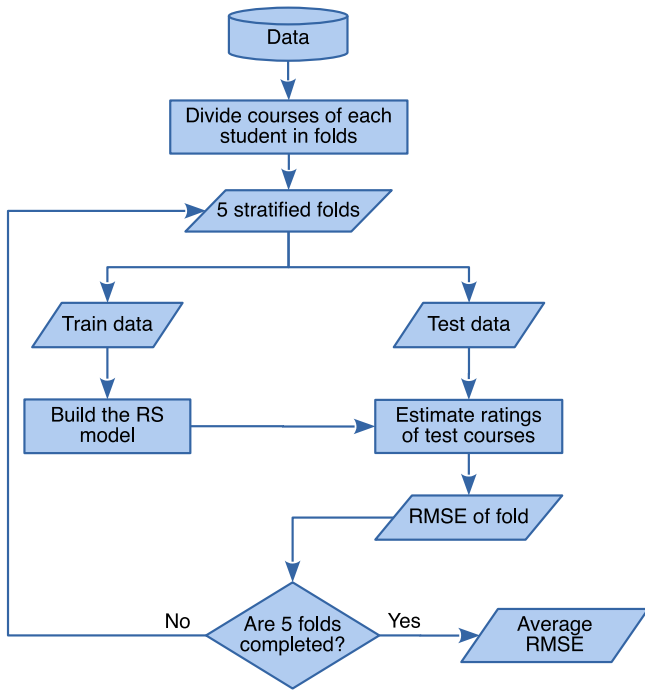 Data
Divide courses of each
student in folds
5 stratified folds
Train data
Test data
Build the RS
model
Estimate ratings
of test courses
RMSE of fold
No
Are 5 folds
completed?
Yes
Average
RMSE